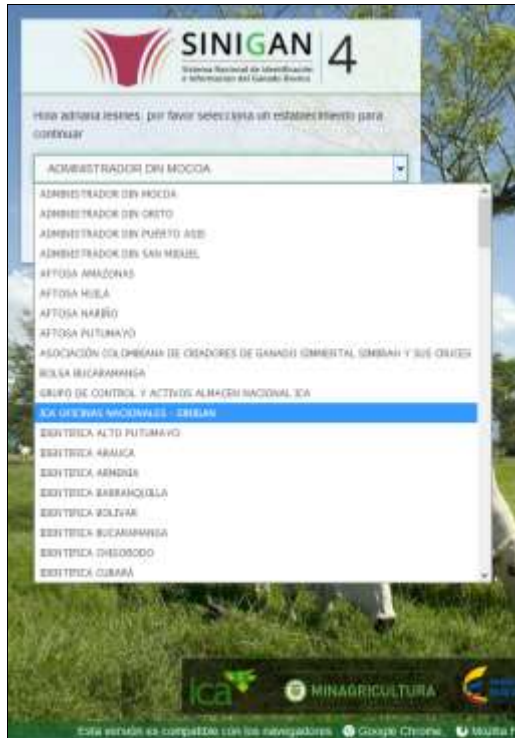 SINIGAN 4
Sistema Nacional de Identificación
e Información del Ganado Bovino
Hola adriana lesmes, por favor selecciona un establecimiento para
continuar
ADMINISTRADOR DIN MOCOA
ADMINISTRADOR DIN MOCOA
ADMINISTRADOR DIN ORITO
ADMINISTRADOR DIN PUERTO ASIS
ADMINISTRADOR DIN SAN MIGUEL
AFTOSA AMAZONAS
AFTOSA HUILA
AFTOSA NARIÑO
AFTOSA PUTUMAYO
ASOCIACIÓN COLOMBIANA DE CRIADORES DE GANADO SIMMENTAL SIMBRAH Y SUS CRUCES
BOLSA BUCARAMANGA
GRUPO DE CONTROL Y ACTIVOS ALMACEN NACIONAL ICA
ICA OFICINAS NACIONALES - SINIGAN
IDENTIFICA ALTO PUTUMAYO
IDENTIFICA ARAUCA
IDENTIFICA ARMENIA
IDENTIFICA BARRANQUILLA
IDENTIFICA BOLIVAR
IDENTIFICA BUCARAMANGA
IDENTIFICA CHIGORODO
IDENTIFICA CUBARÁ
ica MINAGRICULTURA
Esta versión es compatible con los navegadores Google Chrome Mozilla